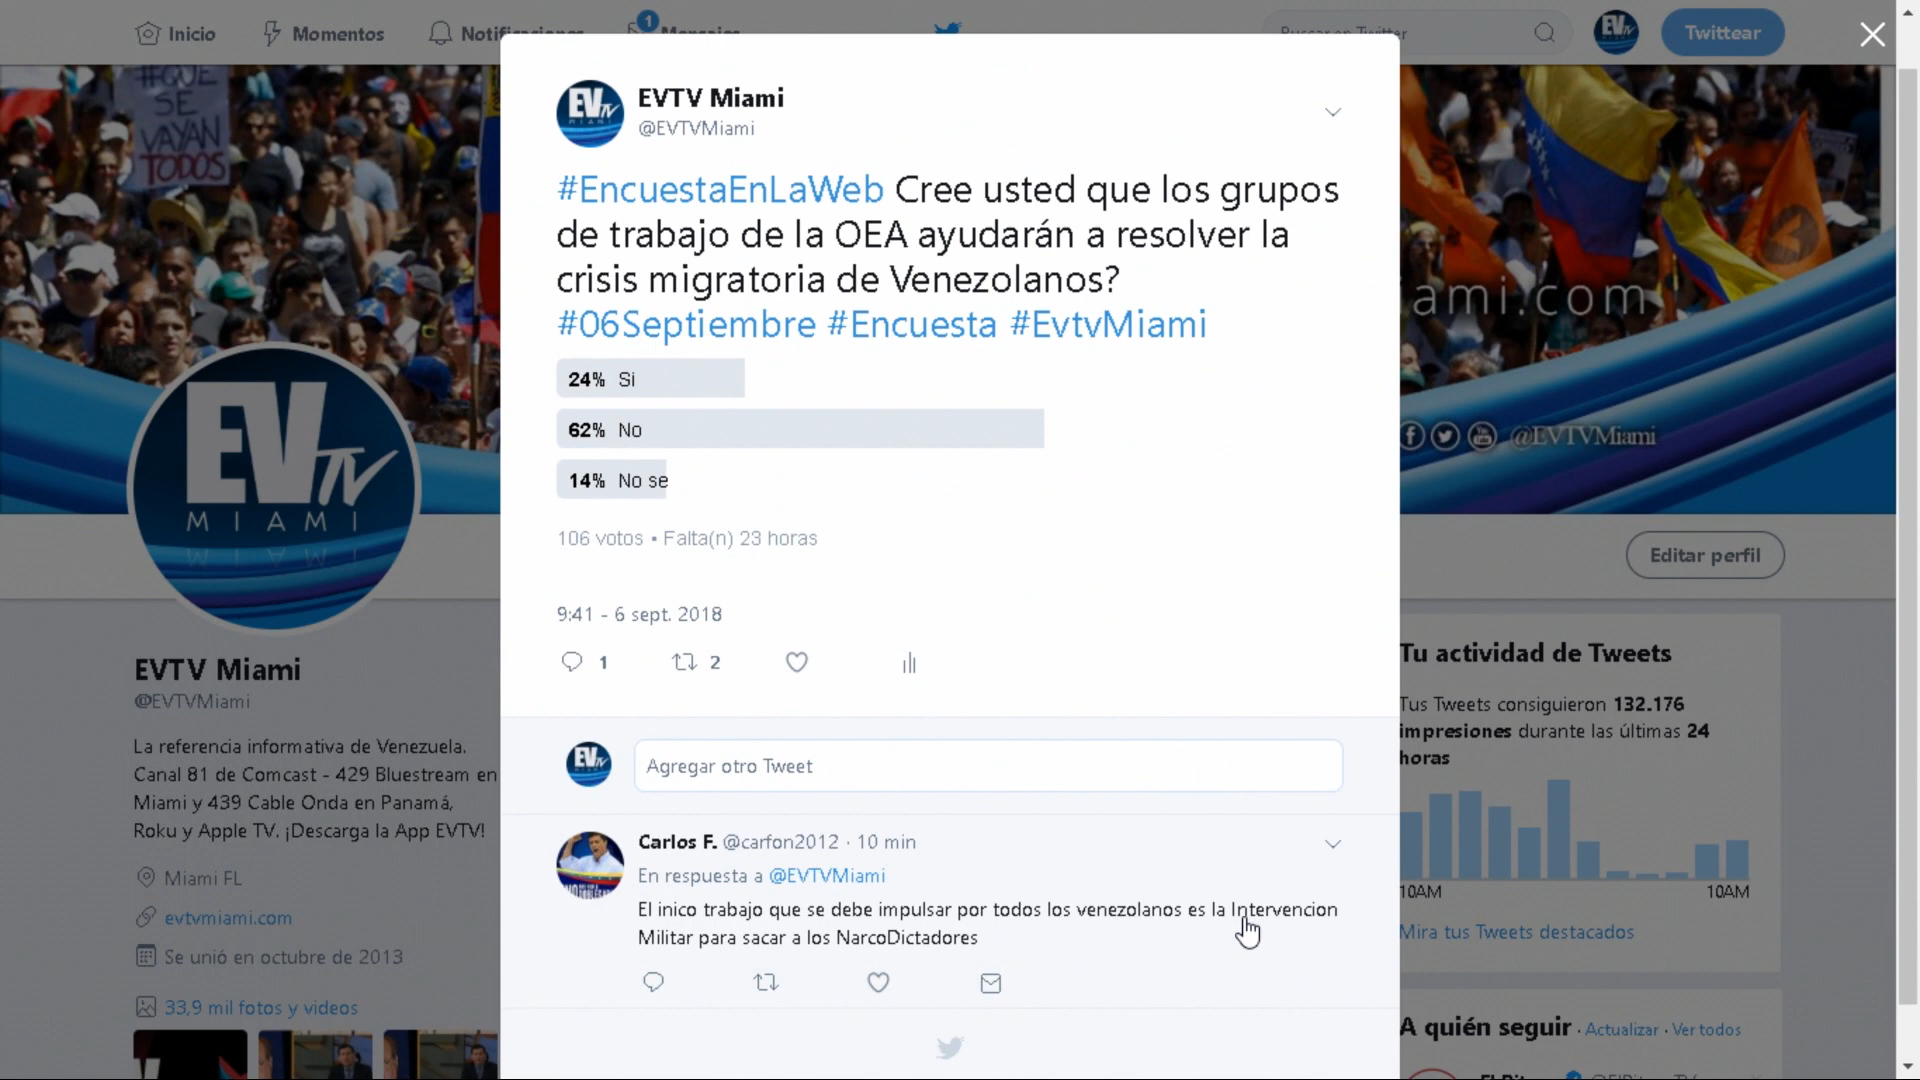 Inicio
Momentos
1
Buscar en Twitter
EVtv
Twittear
#QUE
SE
VAYAN
TODOS
EVtv
MIAMI
EVTV Miami
@EVTVMiami
#EncuestaEnLaWeb Cree usted que los grupos
de trabajo de la OEA ayudarán a resolver la
crisis migratoria de Venezolanos?
#06Septiembre #Encuesta #EvtvMiami
24% Si
62% No
14% No se
106 votos • Falta(n) 23 horas
9:41 - 6 sept. 2018
1
2
EVtv
Agregar otro Tweet
Carlos F. @carfon2012 · 10 min
En respuesta a @EVTVMiami
El inico trabajo que se debe impulsar por todos los venezolanos es la Intervencion
Militar para sacar a los NarcoDictadores
ami.com
@EVTVMiami
Editar perfil
EVtv
MIAMI
EVTV Miami
@EVTVMiami
La referencia informativa de Venezuela.
Canal 81 de Comcast - 429 Bluestream en
Miami y 439 Cable Onda en Panamá,
Roku y Apple TV. ¡Descarga la App EVTV!
Miami FL
evtvmiami.com
Se unió en octubre de 2013
33,9 mil fotos y videos
Tu actividad de Tweets
Tus Tweets consiguieron 132.176
impresiones durante las últimas 24
horas
10AM 10AM
Mira tus Tweets destacados
A quién seguir · Actualizar · Ver todos